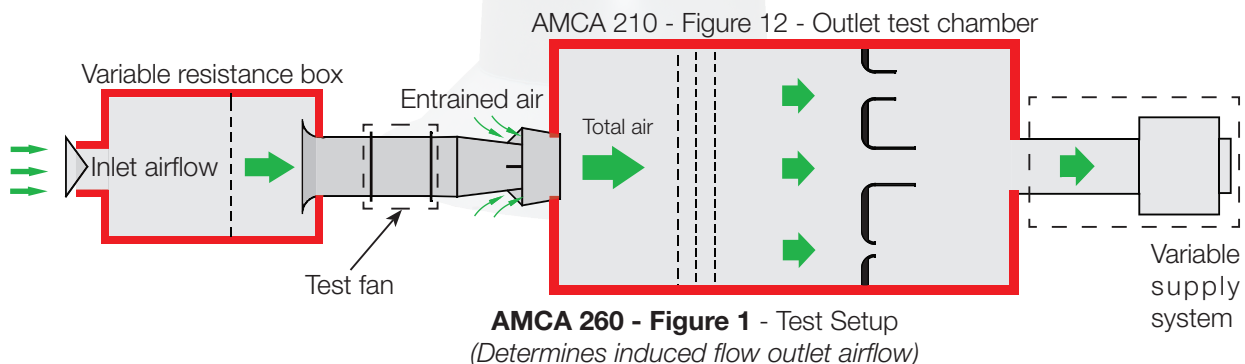 AMCA 210 - Figure 12 - Outlet test chamber
Variable resistance box
Entrained air
Total air
Inlet airflow
Test fan
Variable
supply
system
AMCA 260 - Figure 1 - Test Setup
(Determines induced flow outlet airflow)